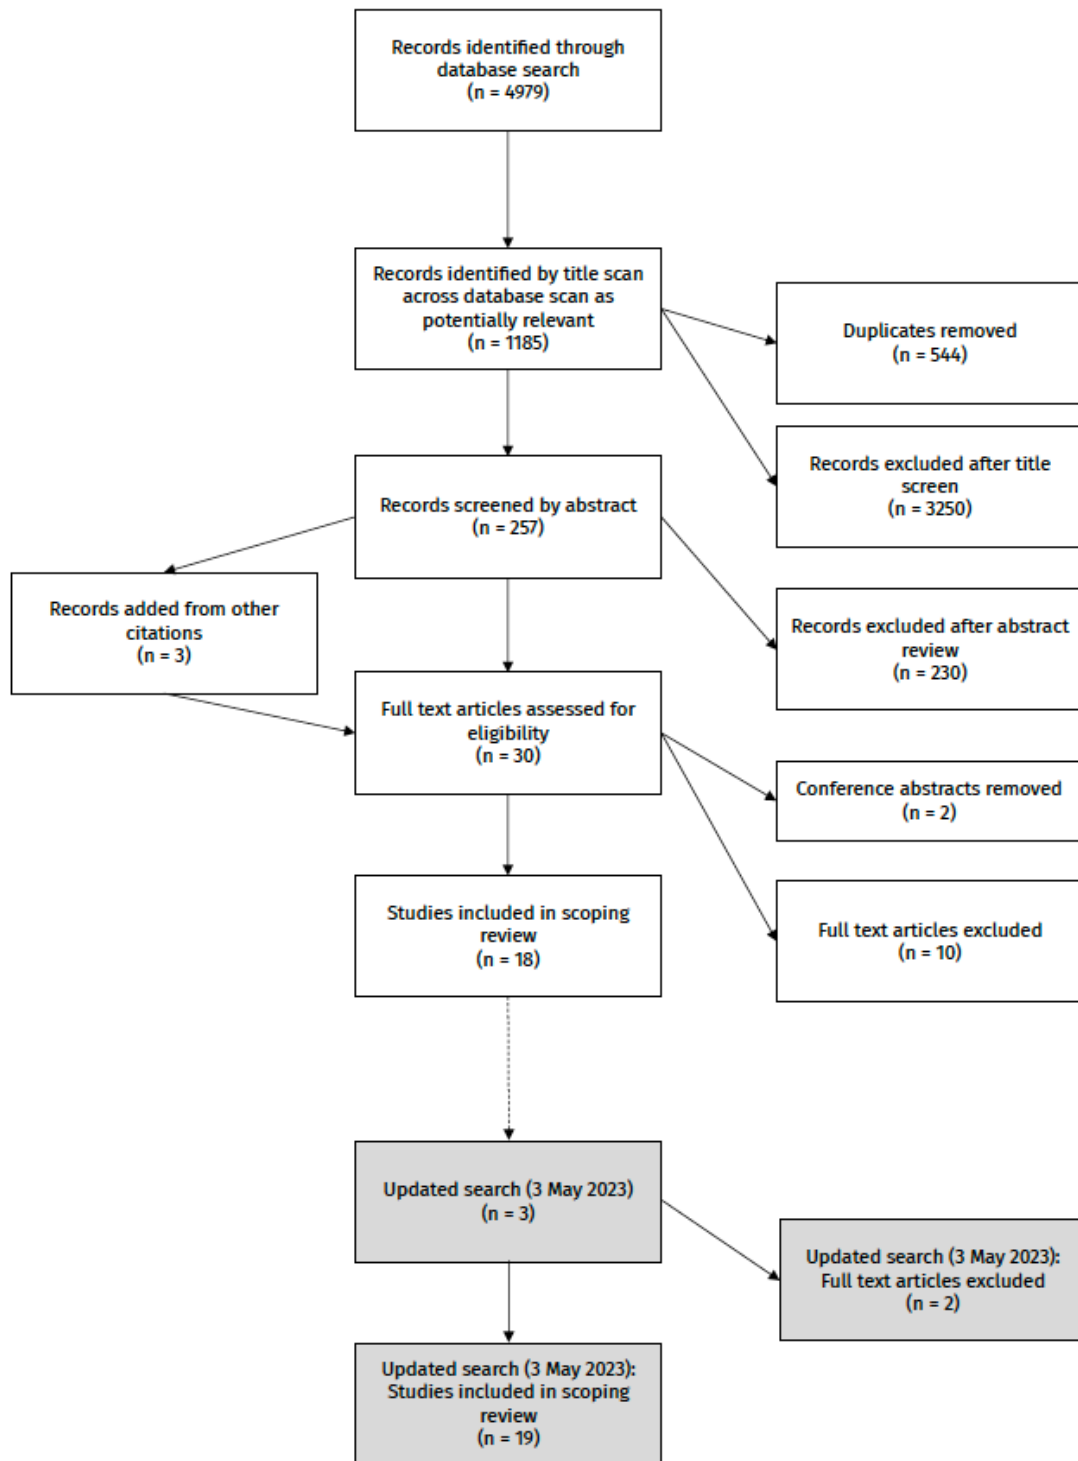 Records identified through
database search
(n = 4979)
Records identified by title scan
across database scan as
potentially relevant
(n = 1185)
Duplicates removed
(n = 544)
Records excluded after title
screen
(n = 3250)
Records screened by abstract
(n = 257)
Records added from other
citations
(n = 3)
Records excluded after abstract
review
(n = 230)
Full text articles assessed for
eligibility
(n = 30)
Conference abstracts removed
(n = 2)
Full text articles excluded
(n = 10)
Studies included in scoping
review
(n = 18)
Updated search (3 May 2023)
(n = 3)
Updated search (3 May 2023):
Full text articles excluded
(n = 2)
Updated search (3 May 2023):
Studies included in scoping
review
(n = 19)